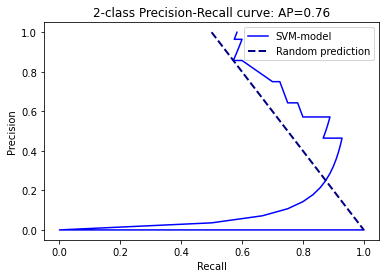 2-class Precision-Recall curve: AP=0.76
SVM-model
Random prediction
Precision
1.0
0.8
0.6
0.4
0.2
0.0
0.0 0.2 0.4 0.6 0.8 1.0
Recall